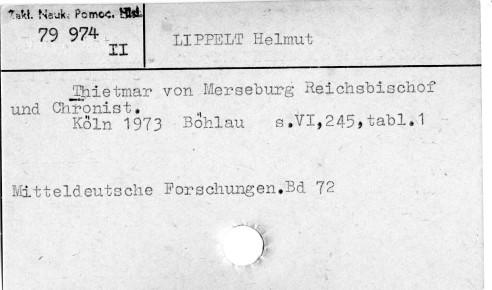 Zakł. Nauk. Pomoc. Hist.
79 974
II
LIPPELT Helmut
Thietmar von Merseburg Reichsbischof
und Chronist.
Köln 1973 Böhlau s.VI,245,tabl.1
Mitteldeutsche Forschungen.Bd 72